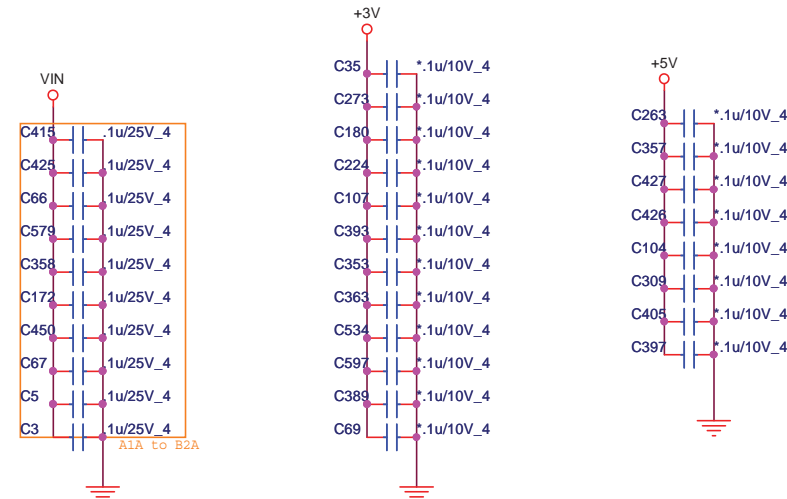 VIN
C415 .1u/25V_4
C425 .1u/25V_4
C66 .1u/25V_4
C579 .1u/25V_4
C358 .1u/25V_4
C172 .1u/25V_4
C450 .1u/25V_4
C67 .1u/25V_4
C5 .1u/25V_4
C3 .1u/25V_4
A1A to B2A
+3V
C35 *.1u/10V_4
C273 *.1u/10V_4
C180 *.1u/10V_4
C224 *.1u/10V_4
C107 *.1u/10V_4
C393 *.1u/10V_4
C353 *.1u/10V_4
C363 *.1u/10V_4
C534 *.1u/10V_4
C597 *.1u/10V_4
C389 *.1u/10V_4
C69 *.1u/10V_4
+5V
C263 *.1u/10V_4
C357 *.1u/10V_4
C427 *.1u/10V_4
C426 *.1u/10V_4
C104 *.1u/10V_4
C309 *.1u/10V_4
C405 *.1u/10V_4
C397 *.1u/10V_4